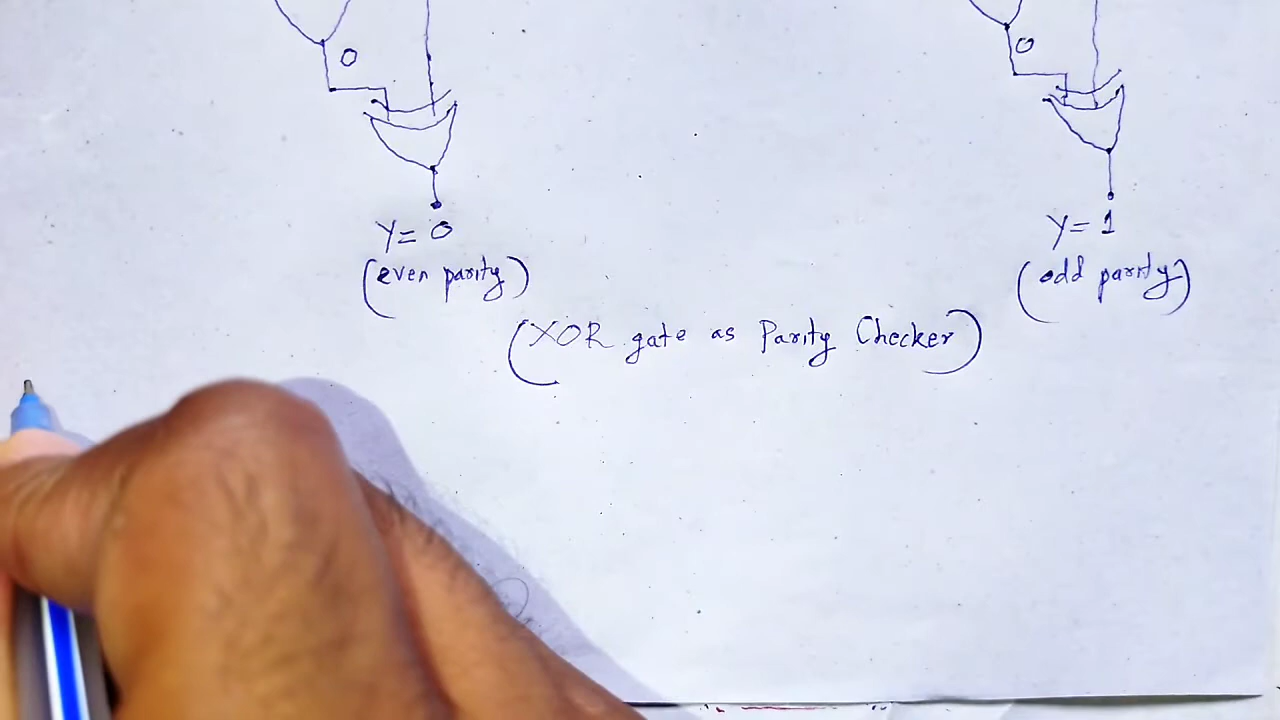 0 0
Y= 0 Y= 1
(even parity) (odd parity)
(XOR gate as Parity Checker)